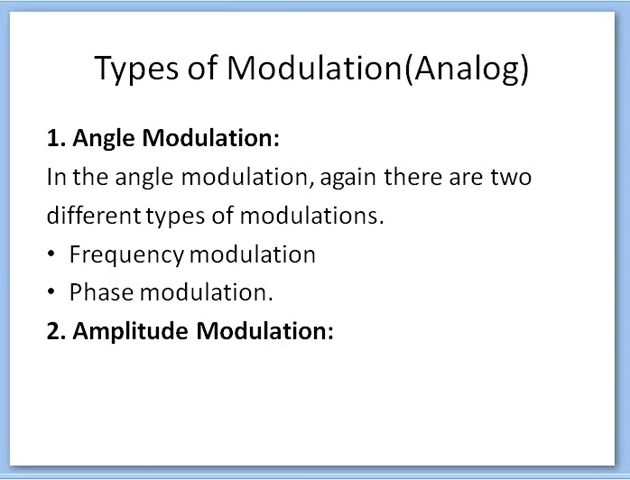 Types of Modulation(Analog)
1. Angle Modulation:
In the angle modulation, again there are two
different types of modulations.
• Frequency modulation
• Phase modulation.
2. Amplitude Modulation: